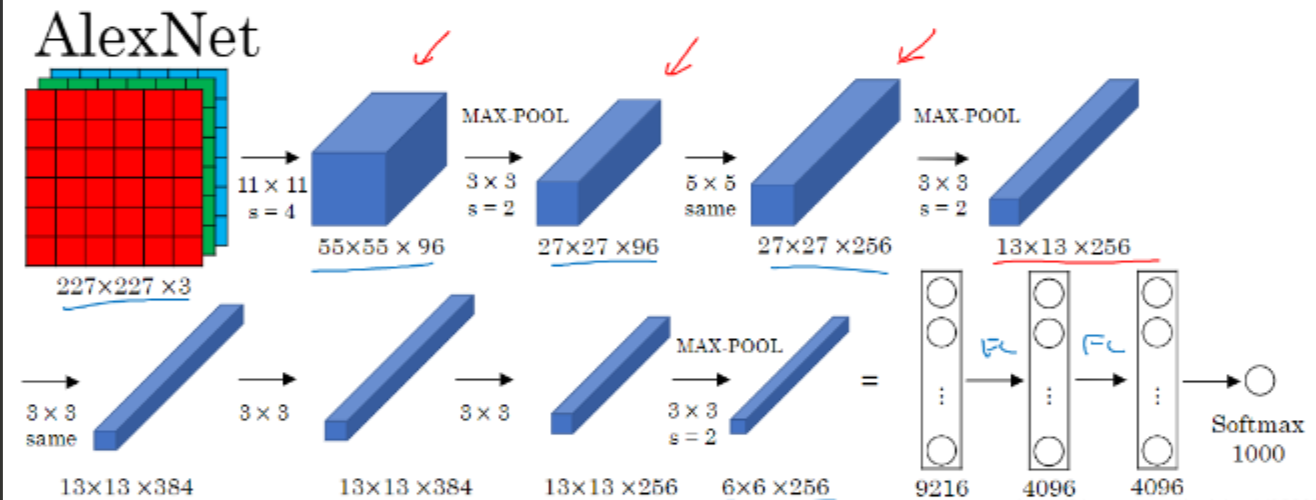 AlexNet
227×227 ×3
11 × 11
s = 4
55×55 × 96
MAX-POOL
3 × 3
s = 2
27×27 ×96
5 × 5
same
27×27 ×256
MAX-POOL
3 × 3
s = 2
13×13 ×256
3 × 3
same
13×13 ×384
3 × 3
13×13 ×384
3 × 3
13×13 ×256
MAX-POOL
3 × 3
s = 2
6×6 ×256
=
9216
FC
4096
FC
4096
Softmax
1000